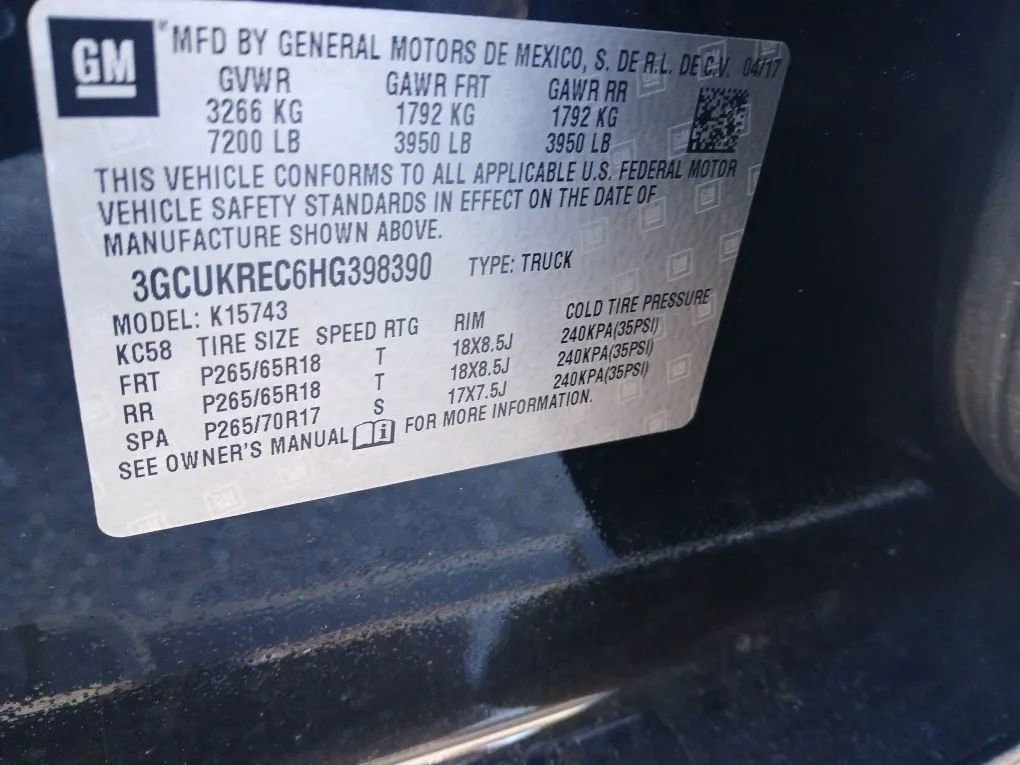 GM
MFD BY GENERAL MOTORS DE MEXICO, S. DE R.L. DE C.V. 04/17
GVWR GAWR FRT GAWR RR
3266 KG 1792 KG 1792 KG
7200 LB 3950 LB 3950 LB
THIS VEHICLE CONFORMS TO ALL APPLICABLE U.S. FEDERAL MOTOR
VEHICLE SAFETY STANDARDS IN EFFECT ON THE DATE OF
MANUFACTURE SHOWN ABOVE.
3GCUKREC6HG398390 TYPE: TRUCK
MODEL: K15743
KC58 TIRE SIZE SPEED RTG RIM COLD TIRE PRESSURE
FRT P265/65R18 T 18X8.5J 240KPA(35PSI)
RR P265/65R18 T 18X8.5J 240KPA(35PSI)
SPA P265/70R17 S 17X7.5J 240KPA(35PSI)
SEE OWNER'S MANUAL FOR MORE INFORMATION.